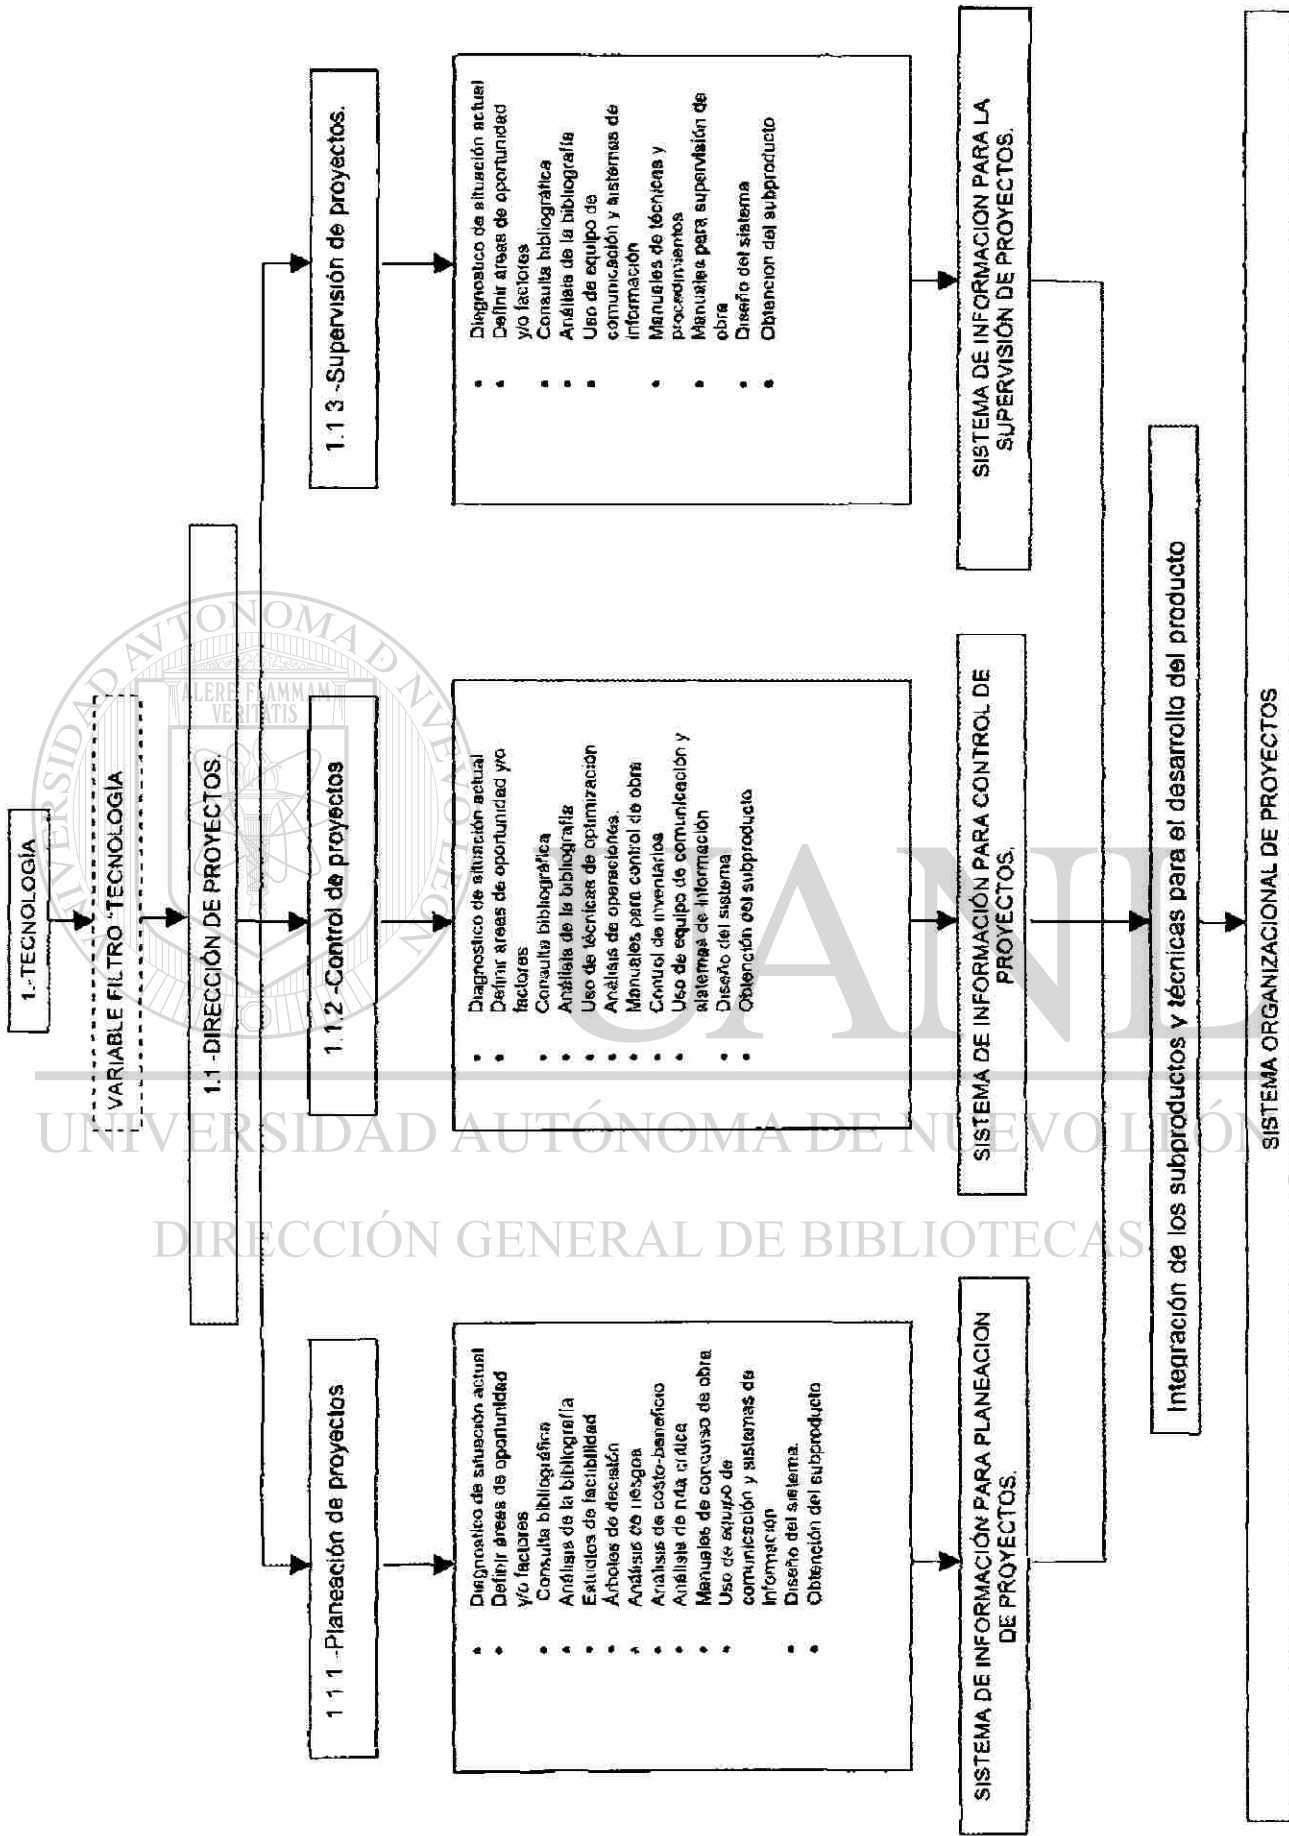 1.-TECNOLOGÍA
VARIABLE FILTRO "TECNOLOGÍA
1.1 -DIRECCIÓN DE PROYECTOS.
1 1 1 -Planeación de proyectos
Diagnostico de situación actual
Definir áreas de oportunidad
y/o factores
Consulta bibliográfica
Análisis de la bibliografía
Estudios de factibilidad
Árboles de decisión
Análisis de riesgos
Análisis de costo-beneficio
Análisis de ruta crítica
Manuales de concurso de obra
Uso de equipo de
comunicación y sistemas de
Información
Diseño del sistema.
Obtención del subproducto
SISTEMA DE INFORMACIÓN PARA PLANEACION
DE PROYECTOS.
1.1.2 -Control de proyectos
Diagnostico de situación actual
Definir áreas de oportunidad y/o
factores
Consulta bibliográfica
Análisis de la bibliografía
Uso de técnicas de optimización
Análisis de operaciones.
Manuales para control de obra
Control de inventarios
Uso de equipo de comunicación y
sistemas de información
Diseño del sistema
Obtención del subproducto
SISTEMA DE INFORMACIÓN PARA CONTROL DE
PROYECTOS.
1.1 3 -Supervisión de proyectos.
Diagnostico de situación actual
Definir áreas de oportunidad
y/o factores
Consulta bibliográfica
Análisis de la bibliografía
Uso de equipo de
comunicación y sistemas de
información
Manuales de técnicas y
procedimientos
Manuales para supervisión de
obra
Diseño del sistema
Obtencion del subproducto
SISTEMA DE INFORMACION PARA LA
SUPERVISIÓN DE PROYECTOS.
Integración de los subproductos y técnicas para el desarrollo del producto
SISTEMA ORGANIZACIONAL DE PROYECTOS
UNIVERSIDAD AVTONOMA DE NVEVO LEON
ALERE FLAMMAM
VERITATIS
UANL
UNIVERSIDAD AUTÓNOMA DE NUEVO LEÓN
DIRECCIÓN GENERAL DE BIBLIOTECAS